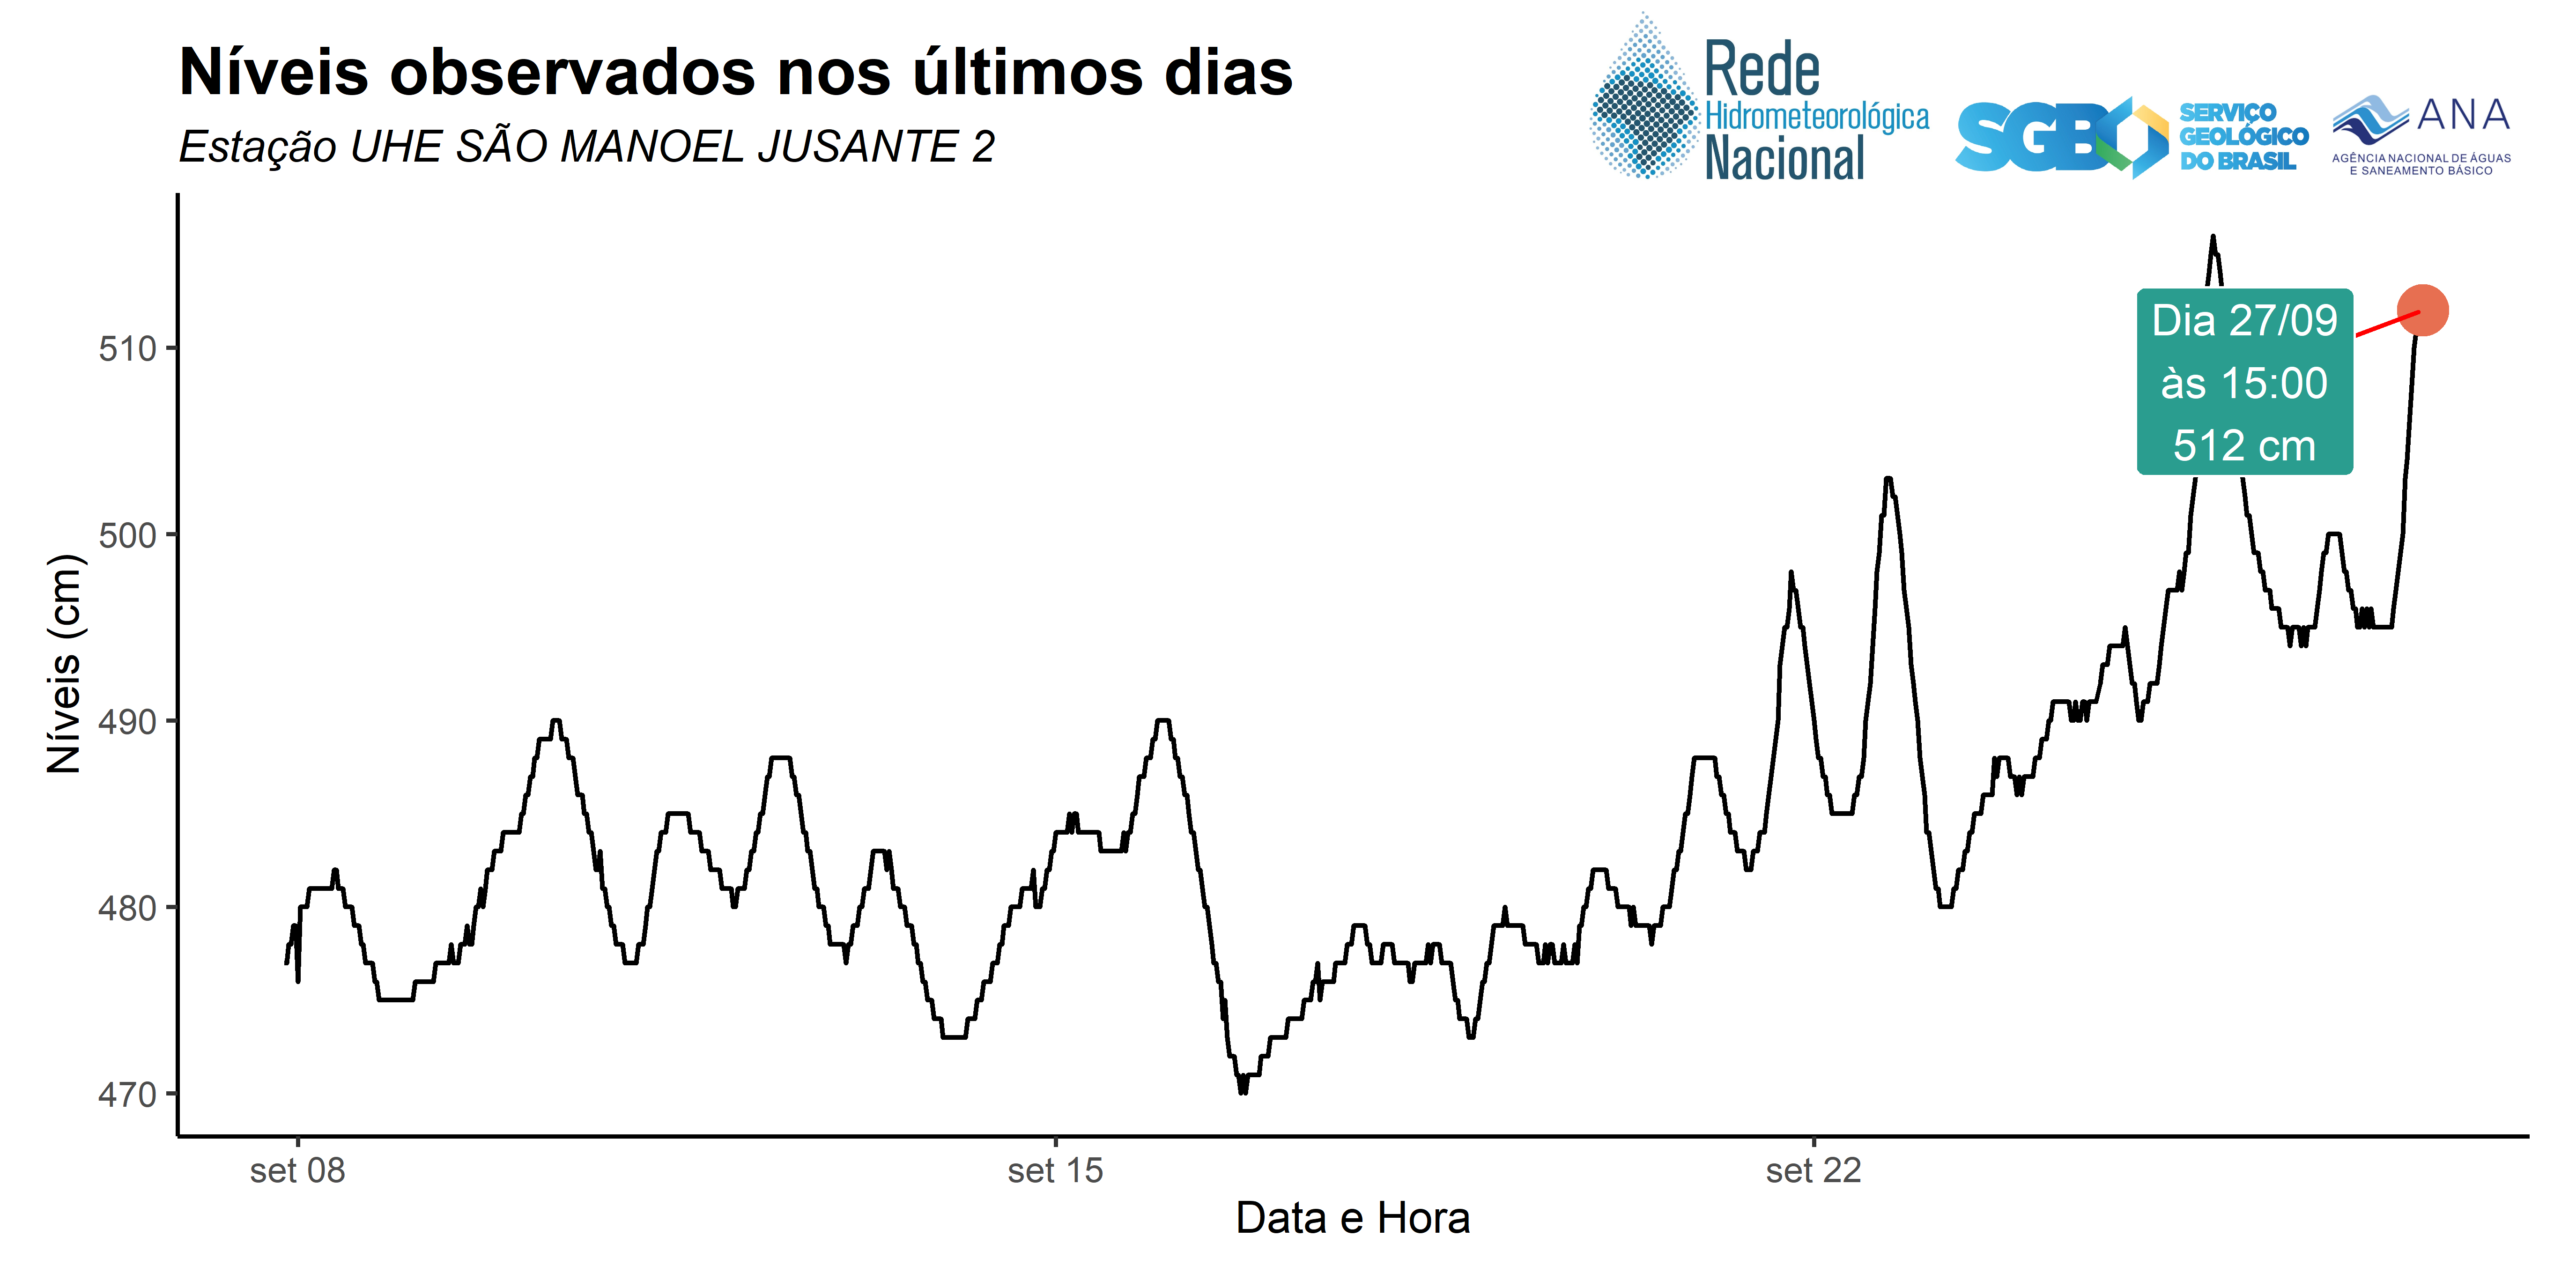 Níveis observados nos últimos dias
Estação UHE SÃO MANOEL JUSANTE 2
Rede
Hidrometeorológica
Nacional
SGB
SERVIÇO
GEOLÓGICO
DO BRASIL
ANA
AGÊNCIA NACIONAL DE ÁGUAS
E SANEAMENTO BÁSICO
Níveis (cm)
510
500
490
480
470
Dia 27/09
às 15:00
512 cm
set 08
set 15
set 22
Data e Hora